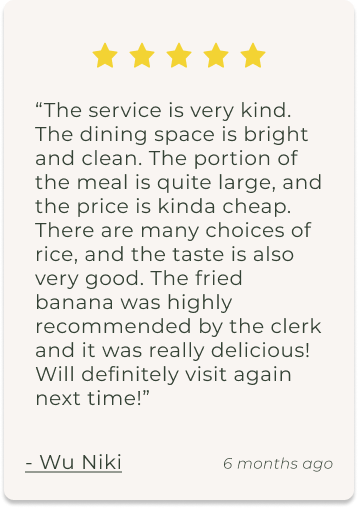 “The service is very kind.
The dining space is bright
and clean. The portion of
the meal is quite large, and
the price is kinda cheap.
There are many choices of
rice, and the taste is also
very good. The fried
banana was highly
recommended by the clerk
and it was really delicious!
Will definitely visit again
next time!”
- Wu Niki
6 months ago